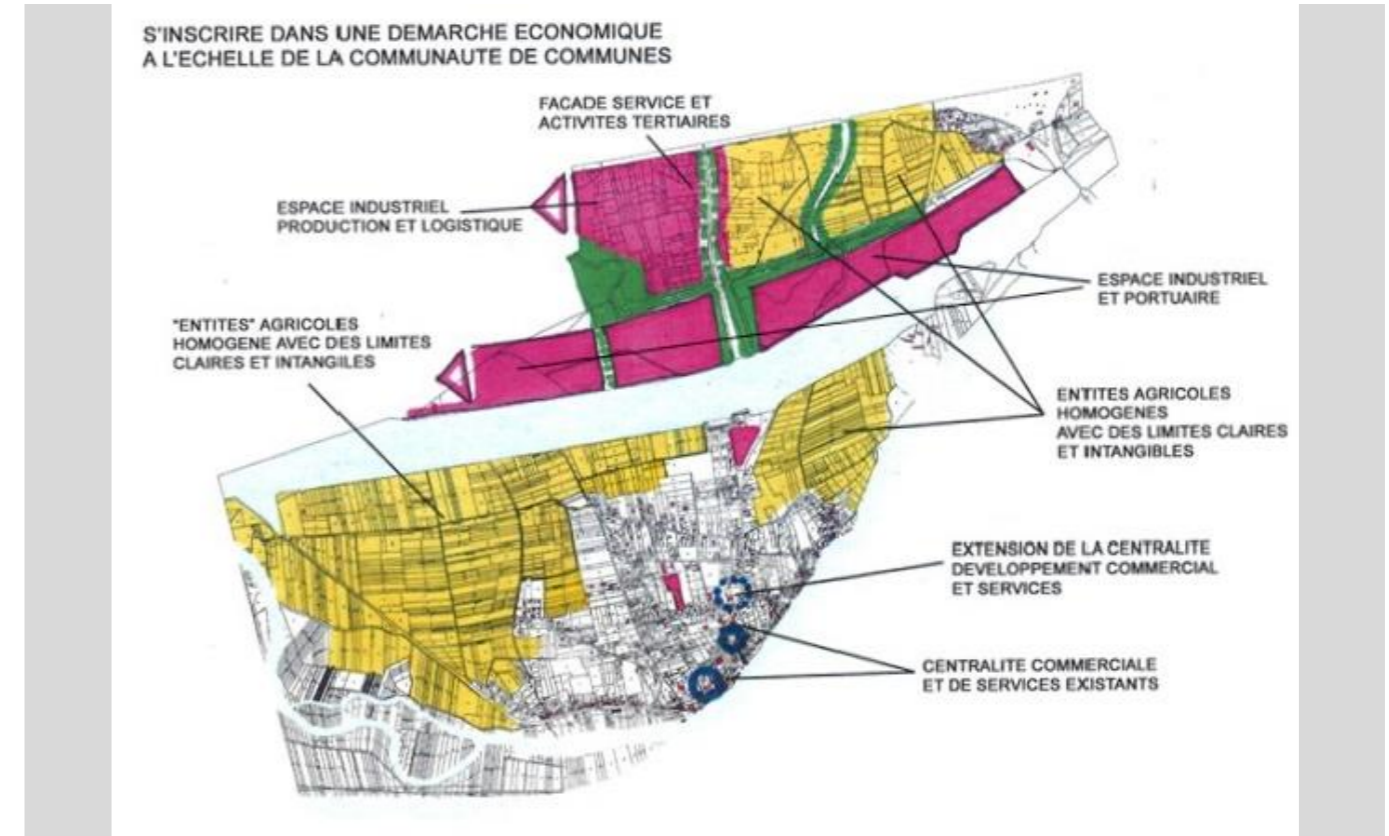 S'INSCRIRE DANS UNE DEMARCHE ECONOMIQUE
A L'ECHELLE DE LA COMMUNAUTE DE COMMUNES
FACADE SERVICE ET
ACTIVITES TERTIAIRES
ESPACE INDUSTRIEL
PRODUCTION ET LOGISTIQUE
ESPACE INDUSTRIEL
ET PORTUAIRE
"ENTITES" AGRICOLES
HOMOGENE AVEC DES LIMITES
CLAIRES ET INTANGILES
ENTITES AGRICOLES
HOMOGENES
AVEC DES LIMITES CLAIRES
ET INTANGIBLES
EXTENSION DE LA CENTRALITE
DEVELOPPEMENT COMMERCIAL
ET SERVICES
CENTRALITE COMMERCIALE
ET DE SERVICES EXISTANTS